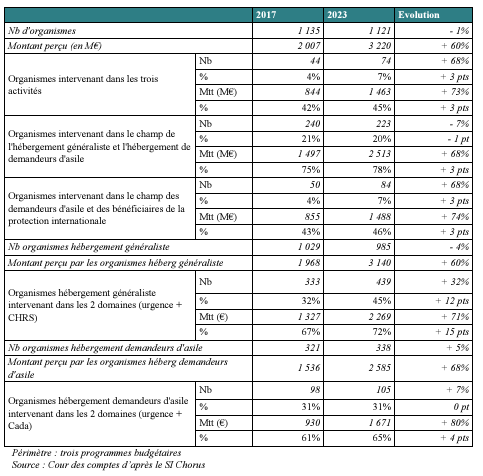 2017 2023 Evolution
Nb d'organismes 1 135 1 121 - 1%
Montant perçu (en M€) 2 007 3 220 + 60%
Organismes intervenant dans les trois activités
Nb 44 74 + 68%
% 4% 7% + 3 pts
Mtt (M€) 844 1 463 + 73%
% 42% 45% + 3 pts
Organismes intervenant dans le champ de l'hébergement généraliste et l'hébergement de demandeurs d'asile
Nb 240 223 - 7%
% 21% 20% - 1 pt
Mtt (M€) 1 497 2 513 + 68%
% 75% 78% + 3 pts
Organismes intervenant dans le champ des demandeurs d'asile et des bénéficiaires de la protection internationale
Nb 50 84 + 68%
% 4% 7% + 3 pts
Mtt (M€) 855 1 488 + 74%
% 43% 46% + 3 pts
Nb organismes hébergement généraliste 1 029 985 - 4%
Montant perçu par les organismes héberg généraliste 1 968 3 140 + 60%
Organismes hébergement généraliste intervenant dans les 2 domaines (urgence + CHRS)
Nb 333 439 + 32%
% 32% 45% + 12 pts
Mtt (€) 1 327 2 269 + 71%
% 67% 72% + 15 pts
Nb organismes hébergement demandeurs d'asile 321 338 + 5%
Montant perçu par les organismes héberg demandeurs d'asile 1 536 2 585 + 68%
Organismes hébergement demandeurs d'asile intervenant dans les 2 domaines (urgence + Cada)
Nb 98 105 + 7%
% 31% 31% 0 pt
Mtt (€) 930 1 671 + 80%
% 61% 65% + 4 pts
Périmètre : trois programmes budgétaires
Source : Cour des comptes d'après le SI Chorus